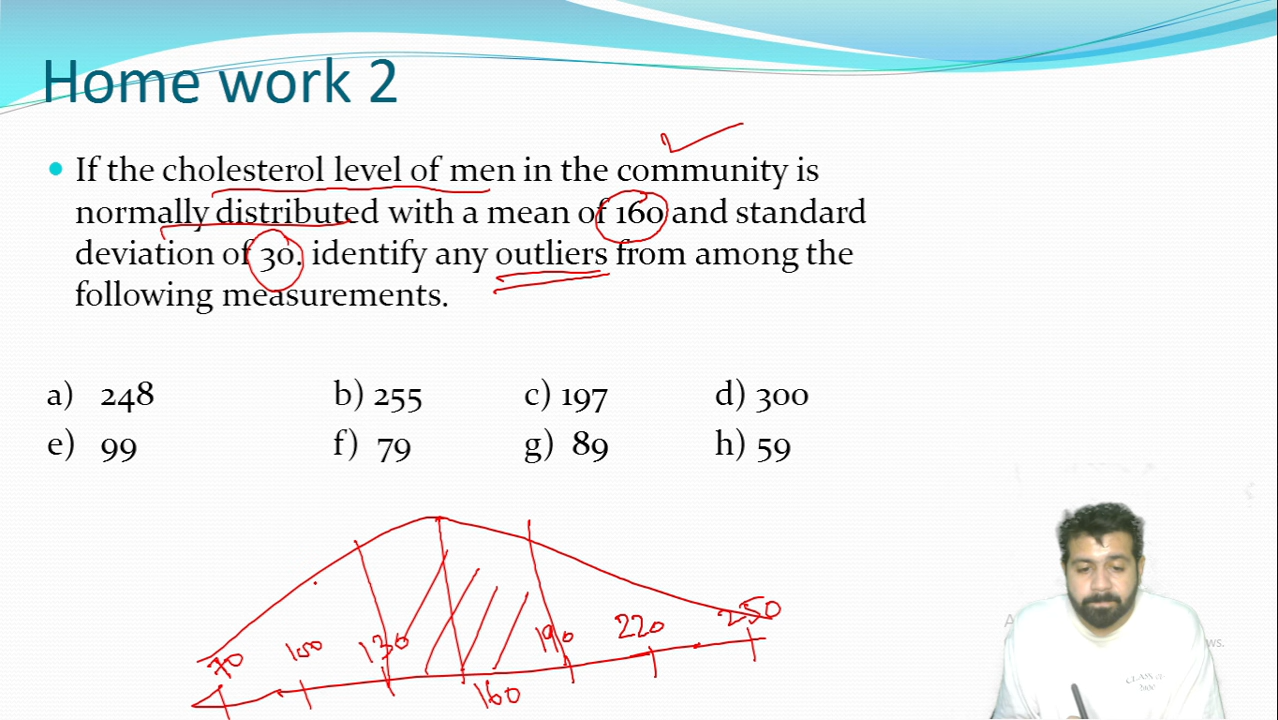 Home work 2
If the cholesterol level of men in the community is
normally distributed with a mean of 160 and standard
deviation of 30. identify any outliers from among the
following measurements.
a) 248 b) 255 c) 197 d) 300
e) 99 f) 79 g) 89 h) 59
70 100 130 160 190 220 250